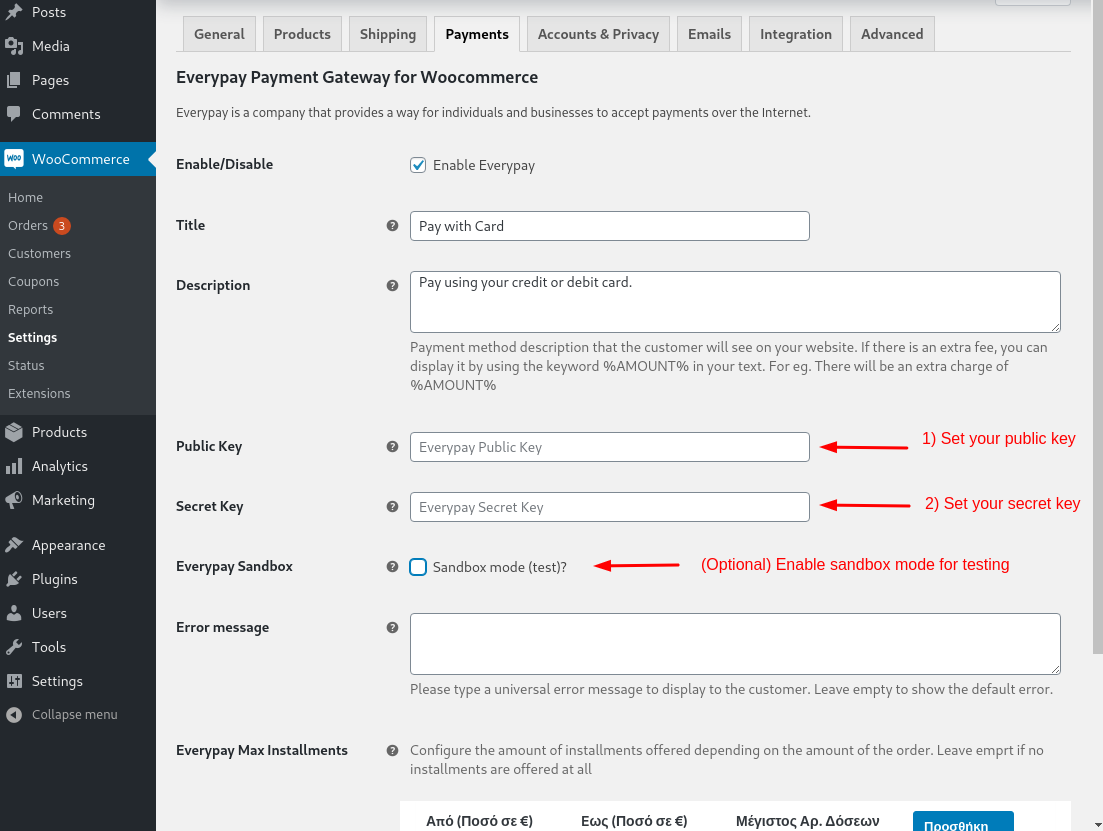 Posts
Media
Pages
Comments
WOO WooCommerce
Home
Orders 3
Customers
Coupons
Reports
Settings
Status
Extensions
Products
Analytics
Marketing
Appearance
Plugins
Users
Tools
Settings
Collapse menu
General Products Shipping Payments Accounts & Privacy Emails Integration Advanced
Everypay Payment Gateway for Woocommerce
Everypay is a company that provides a way for individuals and businesses to accept payments over the Internet.
Enable/Disable Enable Everypay
Title ? Pay with Card
Description ? Pay using your credit or debit card.
Payment method description that the customer will see on your website. If there is an extra fee, you can
display it by using the keyword %AMOUNT% in your text. For eg. There will be an extra charge of
%AMOUNT%
Public Key ? Everypay Public Key 1) Set your public key
Secret Key ? Everypay Secret Key 2) Set your secret key
Everypay Sandbox ? Sandbox mode (test)? (Optional) Enable sandbox mode for testing
Error message ?
Please type a universal error message to display to the customer. Leave empty to show the default error.
Everypay Max Installments ? Configure the amount of installments offered depending on the amount of the order. Leave emprt if no
installments are offered at all
Από (Ποσό σε €) Εως (Ποσό σε €) Μέγιστος Αρ. Δόσεων Προσθήκη